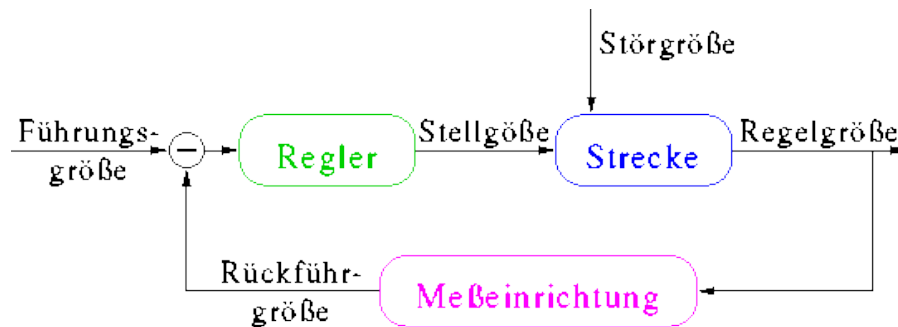 Störgröße
Führungs-
größe
Regler
Stellgöße
Strecke
Regelgröße
Rückführ-
größe
Meßeinrichtung